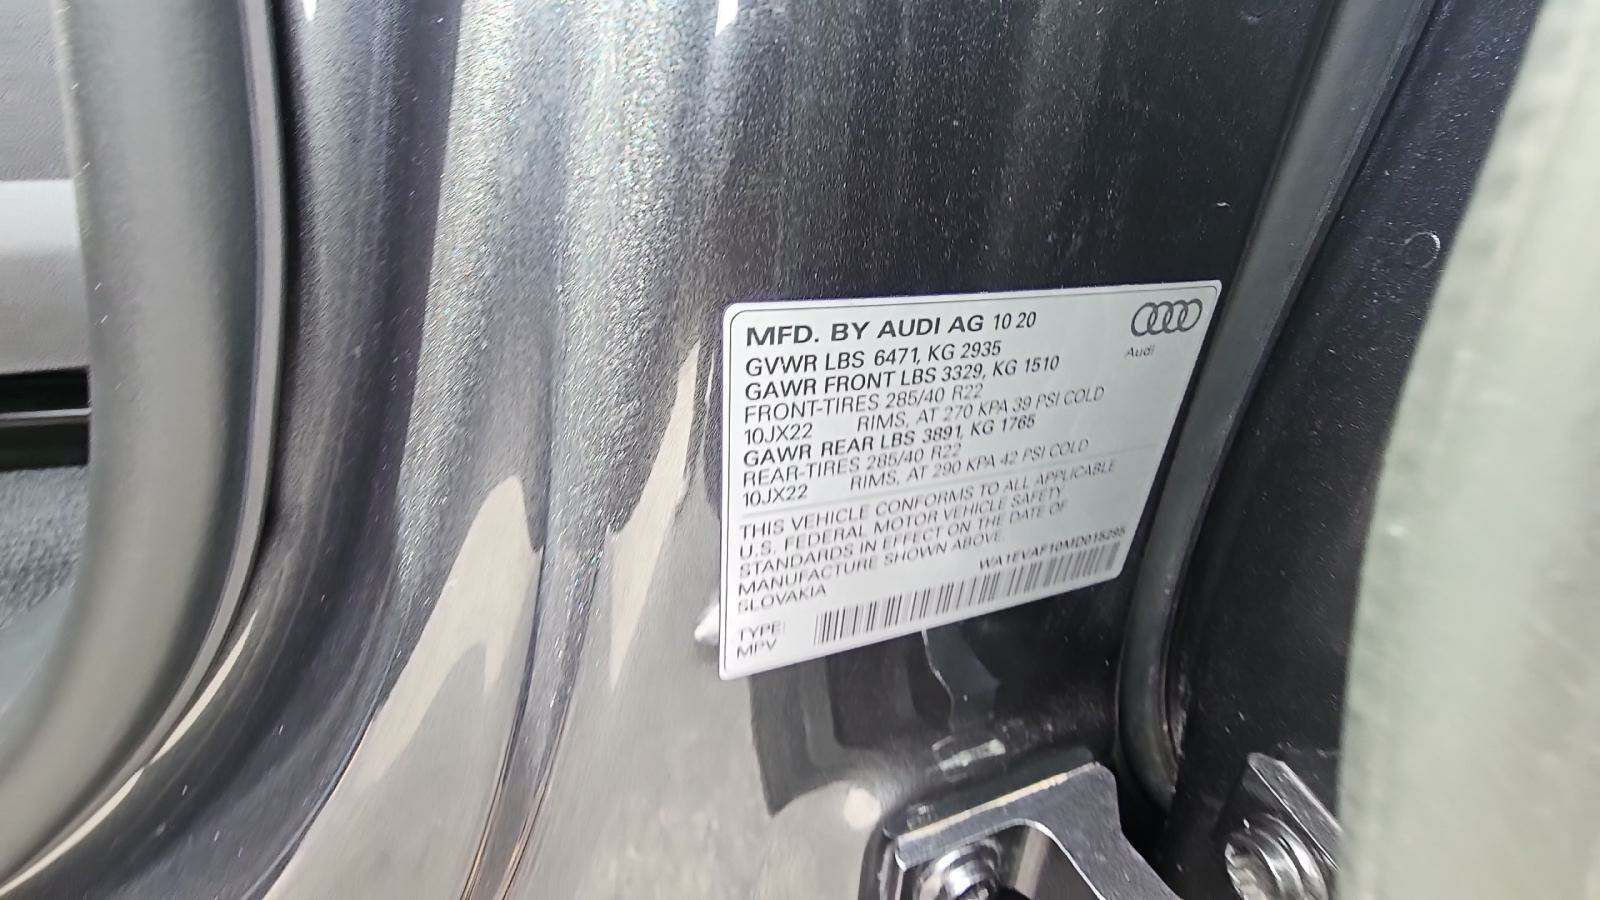 MFD. BY AUDI AG 10 20
Audi
GVWR LBS 6471, KG 2935
GAWR FRONT LBS 3329, KG 1510
FRONT-TIRES 285/40 R22
10JX22 RIMS, AT 270 KPA 39 PSI COLD
GAWR REAR LBS 3891, KG 1765
REAR-TIRES 285/40 R22
10JX22 RIMS, AT 290 KPA 42 PSI COLD
THIS VEHICLE CONFORMS TO ALL APPLICABLE
U.S. FEDERAL MOTOR VEHICLE SAFETY
STANDARDS IN EFFECT ON THE DATE OF
MANUFACTURE SHOWN ABOVE.
SLOVAKIA WA1EVAF10MD015295
TYPE:
MPV